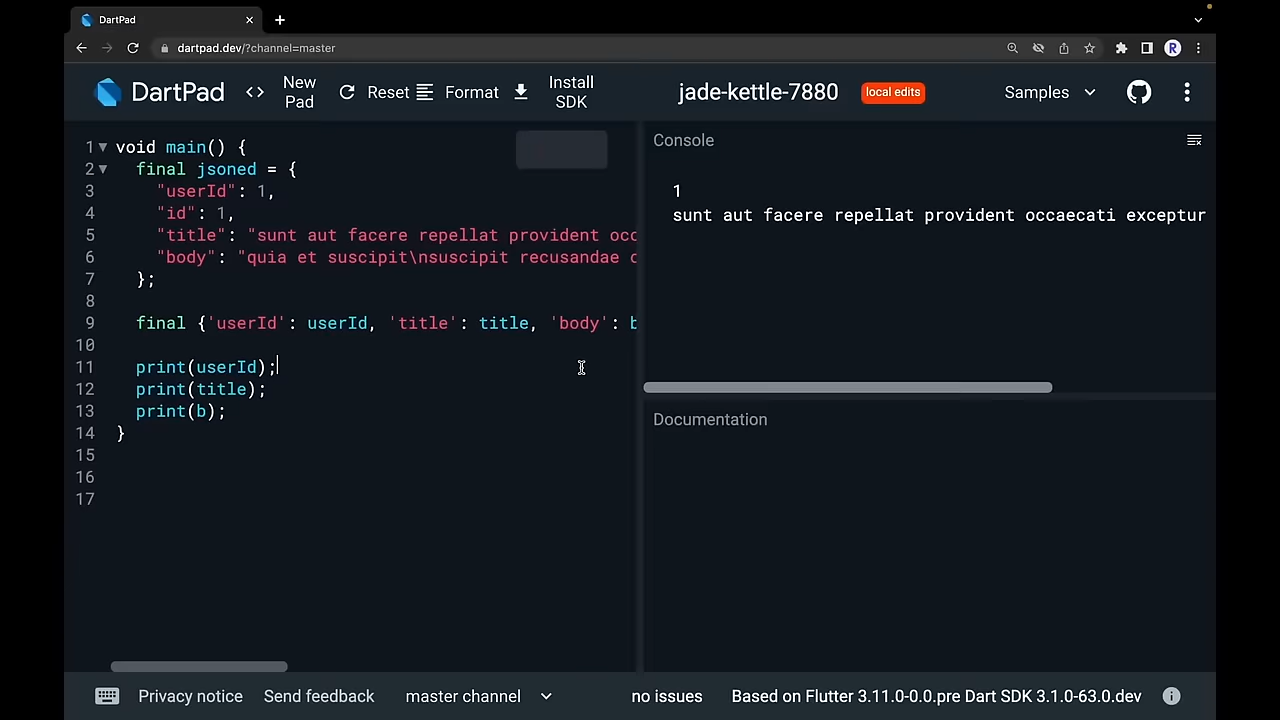 DartPad
dartpad.dev/?channel=master
R
DartPad
<> New Pad
Reset
Format
Install SDK
jade-kettle-7880
local edits
Samples
1 void main() {
2 final jsoned = {
3 "userId": 1,
4 "id": 1,
5 "title": "sunt aut facere repellat provident occ
6 "body": "quia et suscipit\nsuscipit recusandae c
7 };
8
9 final {'userId': userId, 'title': title, 'body': b
10
11 print(userId);
12 print(title);
13 print(b);
14 }
15
16
17
Console
1
sunt aut facere repellat provident occaecati exceptur
Documentation
Privacy notice
Send feedback
master channel
no issues
Based on Flutter 3.11.0-0.0.pre Dart SDK 3.1.0-63.0.dev